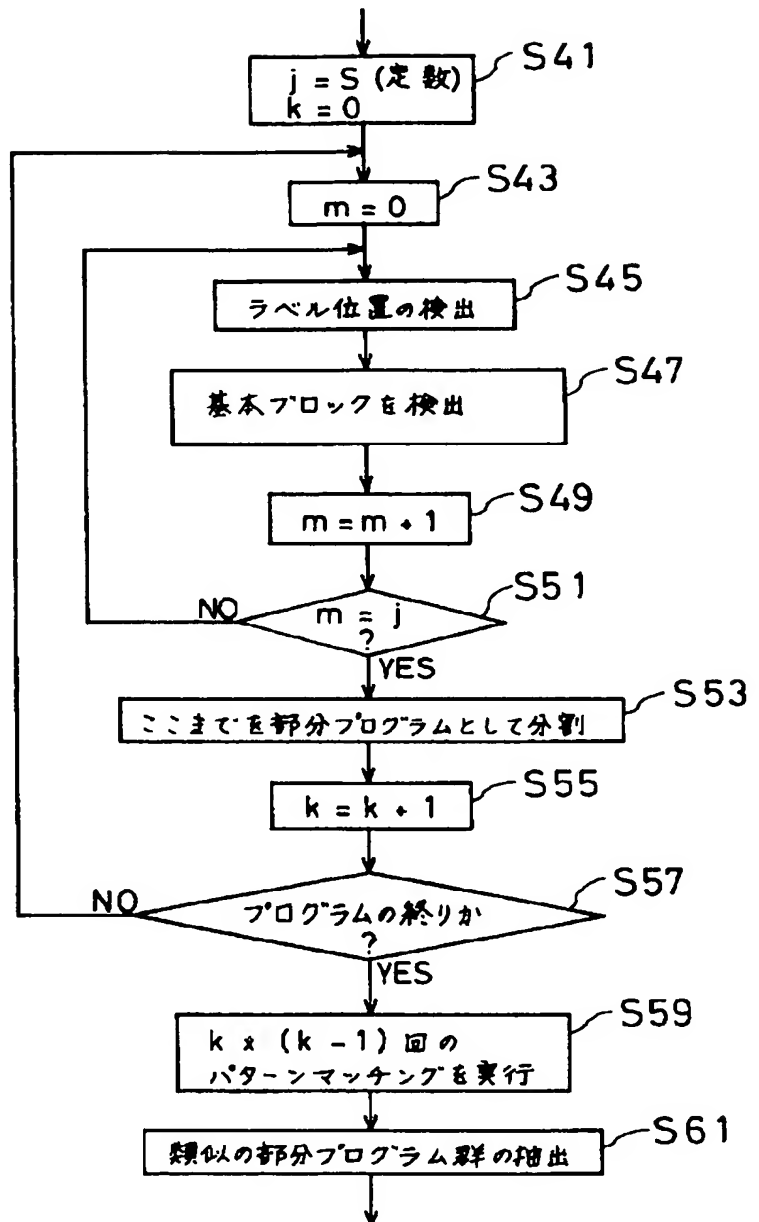 S41
j = S (定数)
k = 0
S43
m = 0
S45
ラベル位置の検出
S47
基本ブロックを検出
S49
m = m + 1
S51
NO
m = j
?
YES
S53
ここまでを部分プログラムとして分割
S55
k = k + 1
S57
NO
プログラムの終りか
?
YES
S59
k × (k - 1) 回の
パターンマッチングを実行
S61
類似の部分プログラム群の抽出